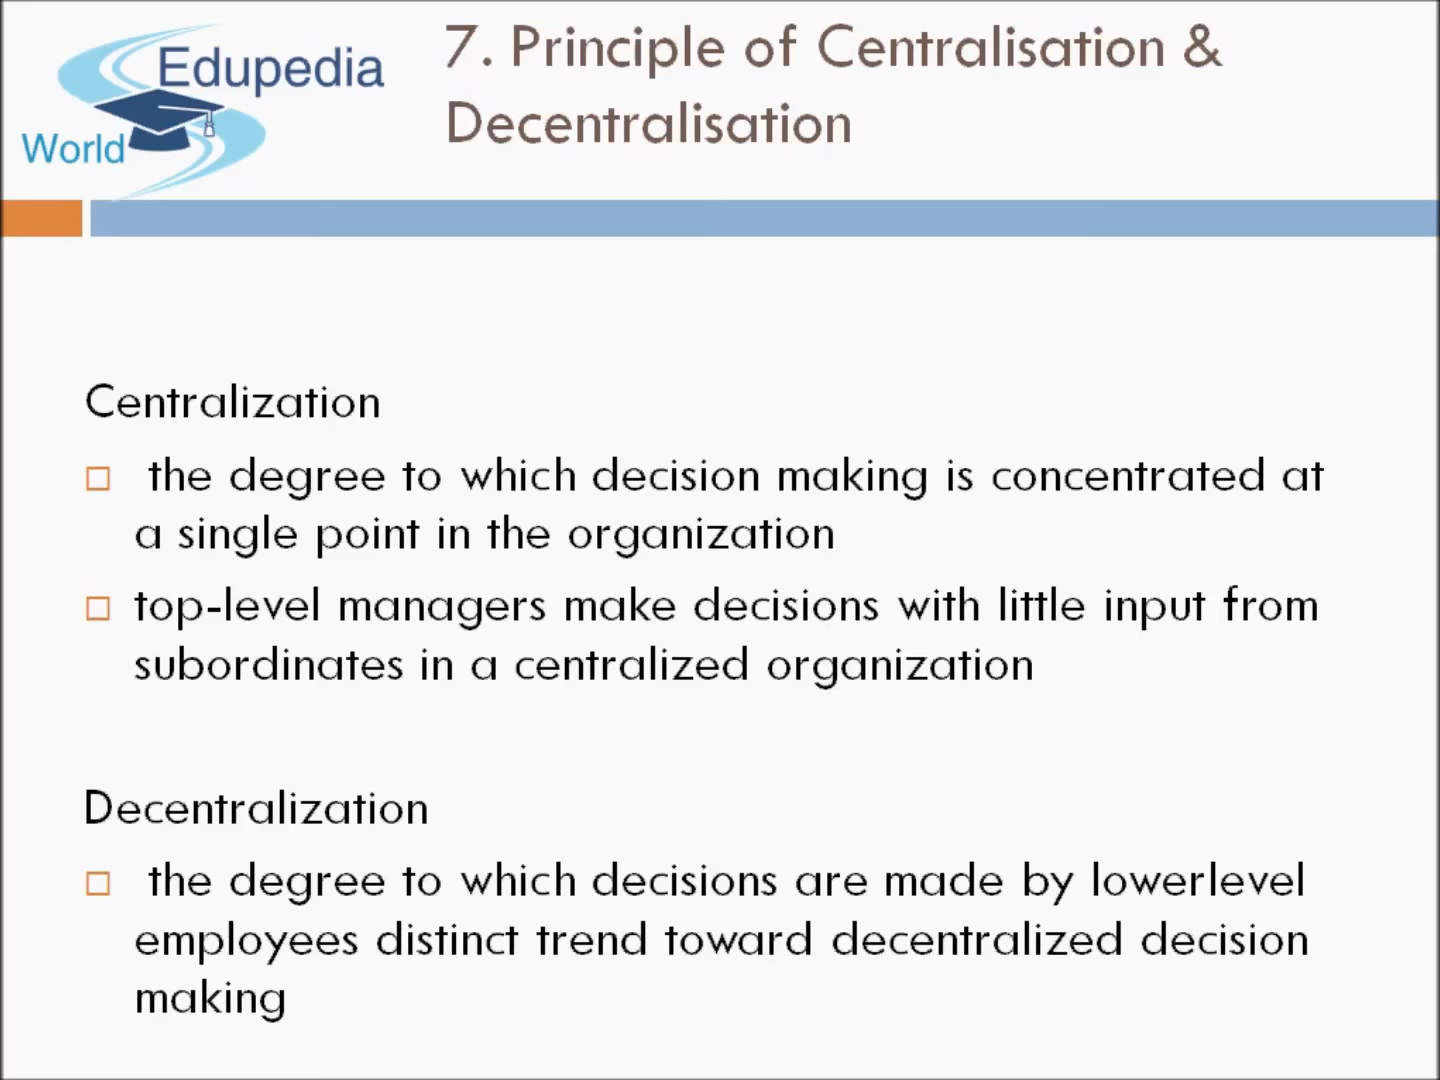 Edupedia
World
7. Principle of Centralisation &
Decentralisation
Centralization
the degree to which decision making is concentrated at
a single point in the organization
top-level managers make decisions with little input from
subordinates in a centralized organization
Decentralization
the degree to which decisions are made by lowerlevel
employees distinct trend toward decentralized decision
making